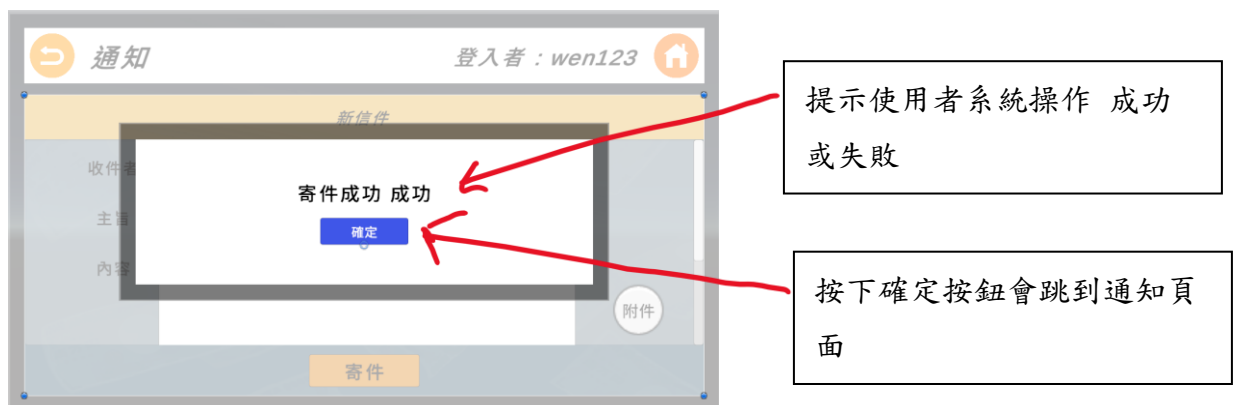 通知
登入者：wen123
新信件
收件者
主旨
內容
寄件成功 成功
確定
附件
寄件
提示使用者系統操作 成功
或失敗
按下確定按鈕會跳到通知頁
面